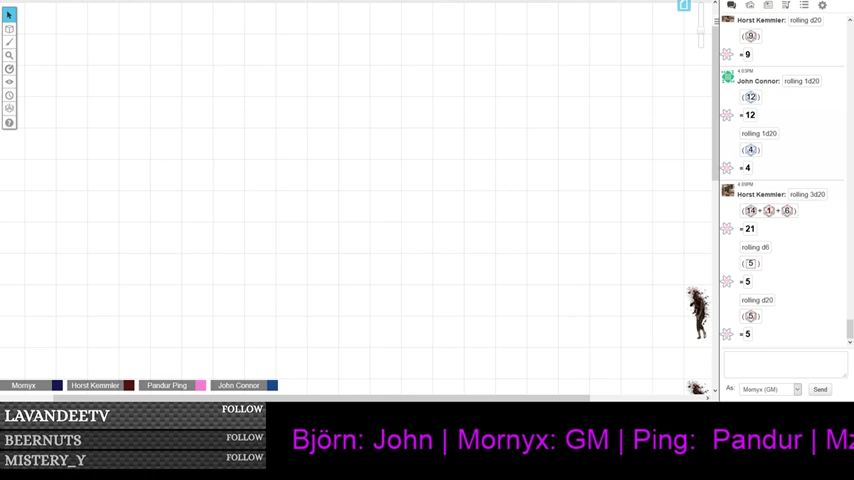 Horst Kemmler: rolling d20
(9)
= 9
4:03PM
John Connor: rolling 1d20
(12)
= 12
rolling 1d20
(4)
= 4
4:09PM
Horst Kemmler: rolling 3d20
(14+1+6)
= 21
rolling d6
(5)
= 5
rolling d20
(5)
= 5
As Mornyx (GM) Send
Mornyx Horst Kemmler Pandur Ping John Connor
LAVANDEETV FOLLOW
BEERNUTS FOLLOW
MISTERY_Y FOLLOW
Björn: John | Mornyx: GM | Ping: Pandur | Mz